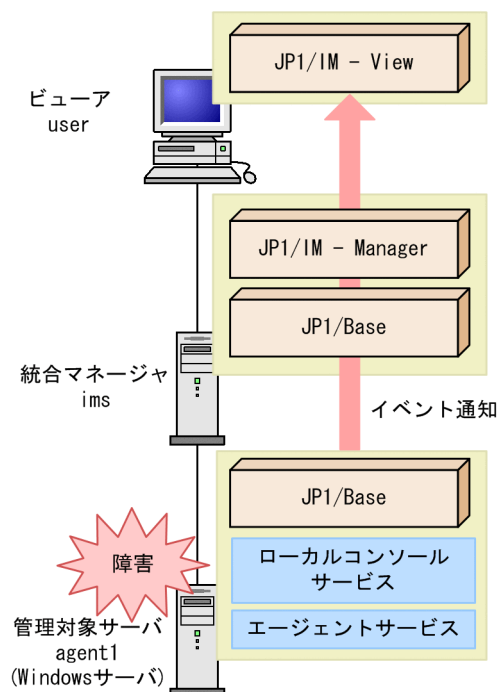 JP1/IM - View
ビューア
user
JP1/IM - Manager
JP1/Base
統合マネージャ
ims
イベント通知
JP1/Base
ローカルコンソール
サービス
障害
エージェントサービス
管理対象サーバ
agent1
(Windowsサーバ)